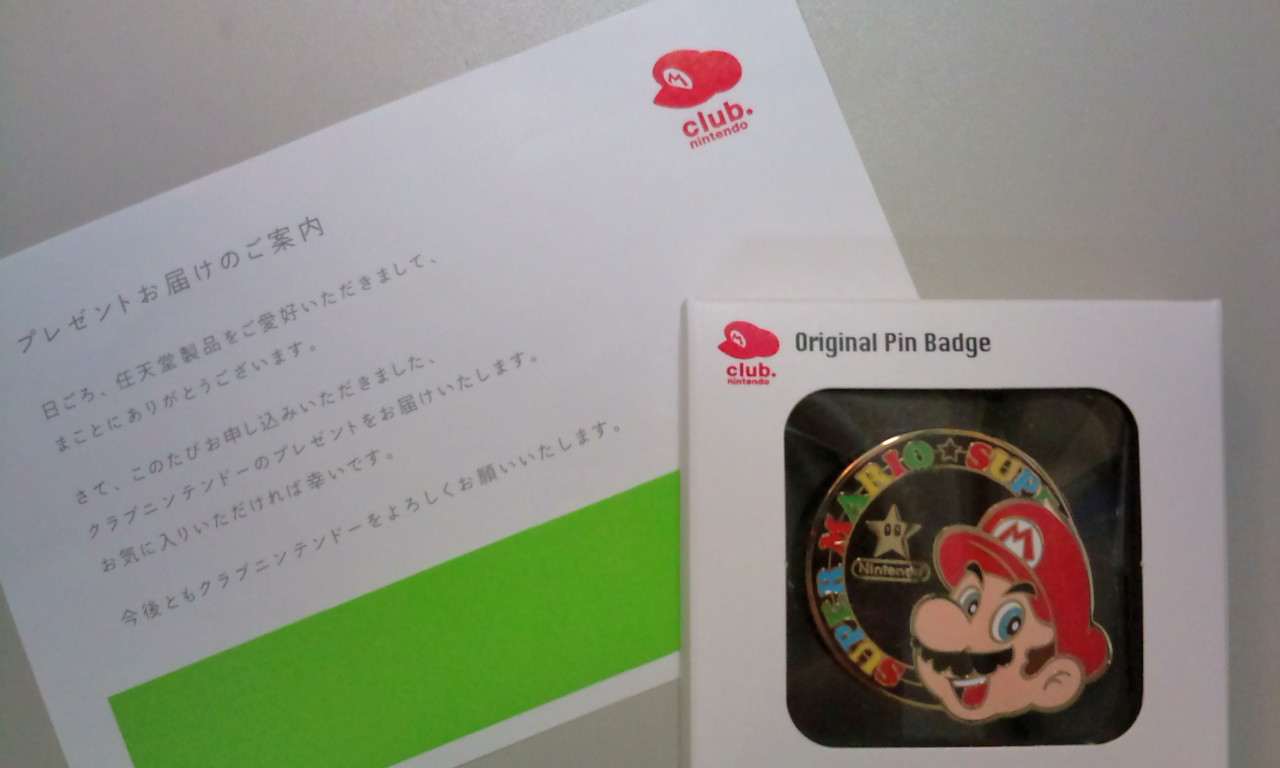 M
club.
nintendo
プレゼントお届けのご案内
日ごろ、任天堂製品をご愛好いただきまして、
まことにありがとうございます。
さて、このたびお申し込みいただきました、
クラブニンテンドーのプレゼントをお届けいたします。
お気に入りいただければ幸いです。
今後ともクラブニンテンドーをよろしくお願いいたします。
M
club.
nintendo
Original Pin Badge
SUPER MARIO☆SUPE
Nintendo
M